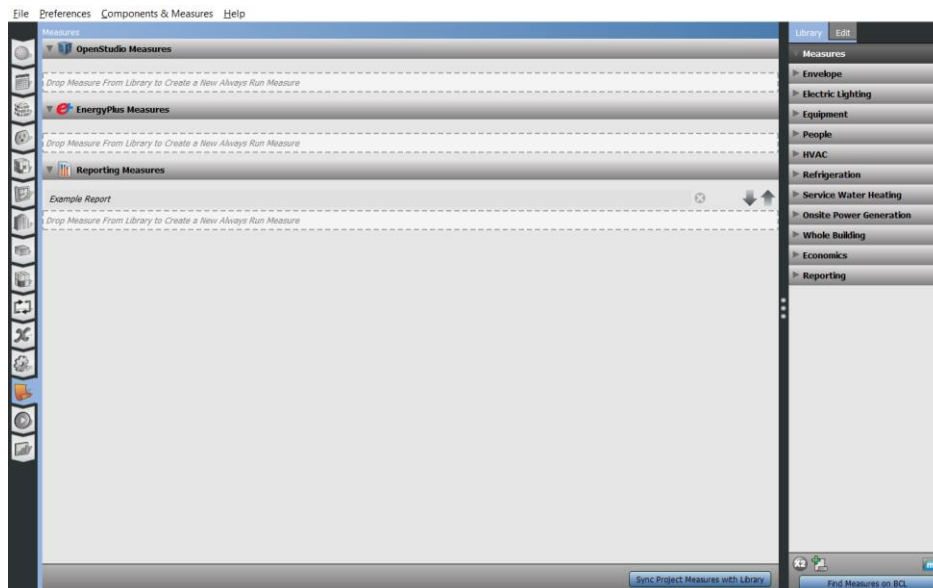 File Preferences Components & Measures Help
Measures
OpenStudio Measures
Drop Measure From Library to Create a New Always Run Measure
EnergyPlus Measures
Drop Measure From Library to Create a New Always Run Measure
Reporting Measures
Example Report
Drop Measure From Library to Create a New Always Run Measure
Sync Project Measures with Library
Library Edit
Measures
Envelope
Electric Lighting
Equipment
People
HVAC
Refrigeration
Service Water Heating
Onsite Power Generation
Whole Building
Economics
Reporting
x2
Find Measures on BCL